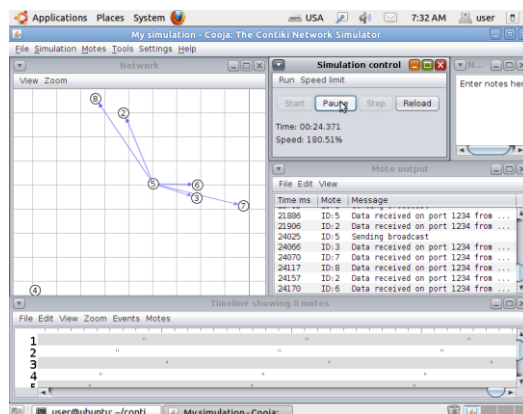 Applications Places System USA 7:32 AM user
My simulation - Cooja: The Contiki Network Simulator
File Simulation Motes Tools Settings Help
Network
View Zoom
8
2
5
6
3
7
4
Simulation control
Run Speed limit
Start Pause Step Reload
Time: 00:24.371
Speed: 180.51%
N...
Enter notes her
Mote output
File Edit View
Time ms Mote Message
21886 ID:5 Data received on port 1234 from ...
21906 ID:2 Data received on port 1234 from ...
24025 ID:5 Sending broadcast
24066 ID:3 Data received on port 1234 from ...
24070 ID:7 Data received on port 1234 from ...
24117 ID:8 Data received on port 1234 from ...
24157 ID:2 Data received on port 1234 from ...
24170 ID:6 Data received on port 1234 from ...
Timeline showing 8 motes
File Edit View Zoom Events Motes
1
2
3
4
user@ubuntu: ~/conti... My simulation - Cooja:...